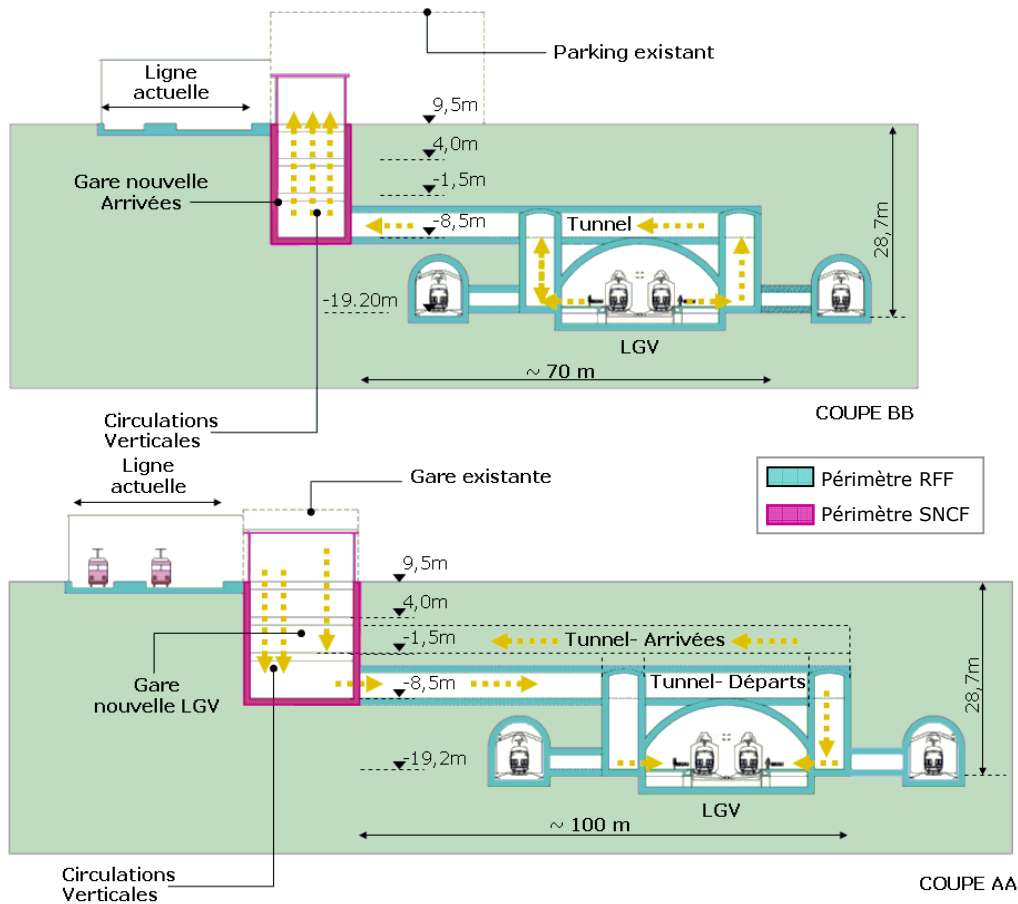 Parking existant
Ligne
actuelle
9,5m
4,0m
Gare nouvelle
Arrivées
-1,5m
-8,5m
Tunnel
28,7m
-19.20m
LGV
~ 70 m
COUPE BB
Circulations
Verticales
Ligne
actuelle
Gare existante
Périmètre RFF
Périmètre SNCF
9,5m
4,0m
-1,5m
Tunnel- Arrivées
Gare
nouvelle LGV
-8,5m
Tunnel- Départs
28,7m
-19,2m
LGV
~ 100 m
Circulations
Verticales
COUPE AA